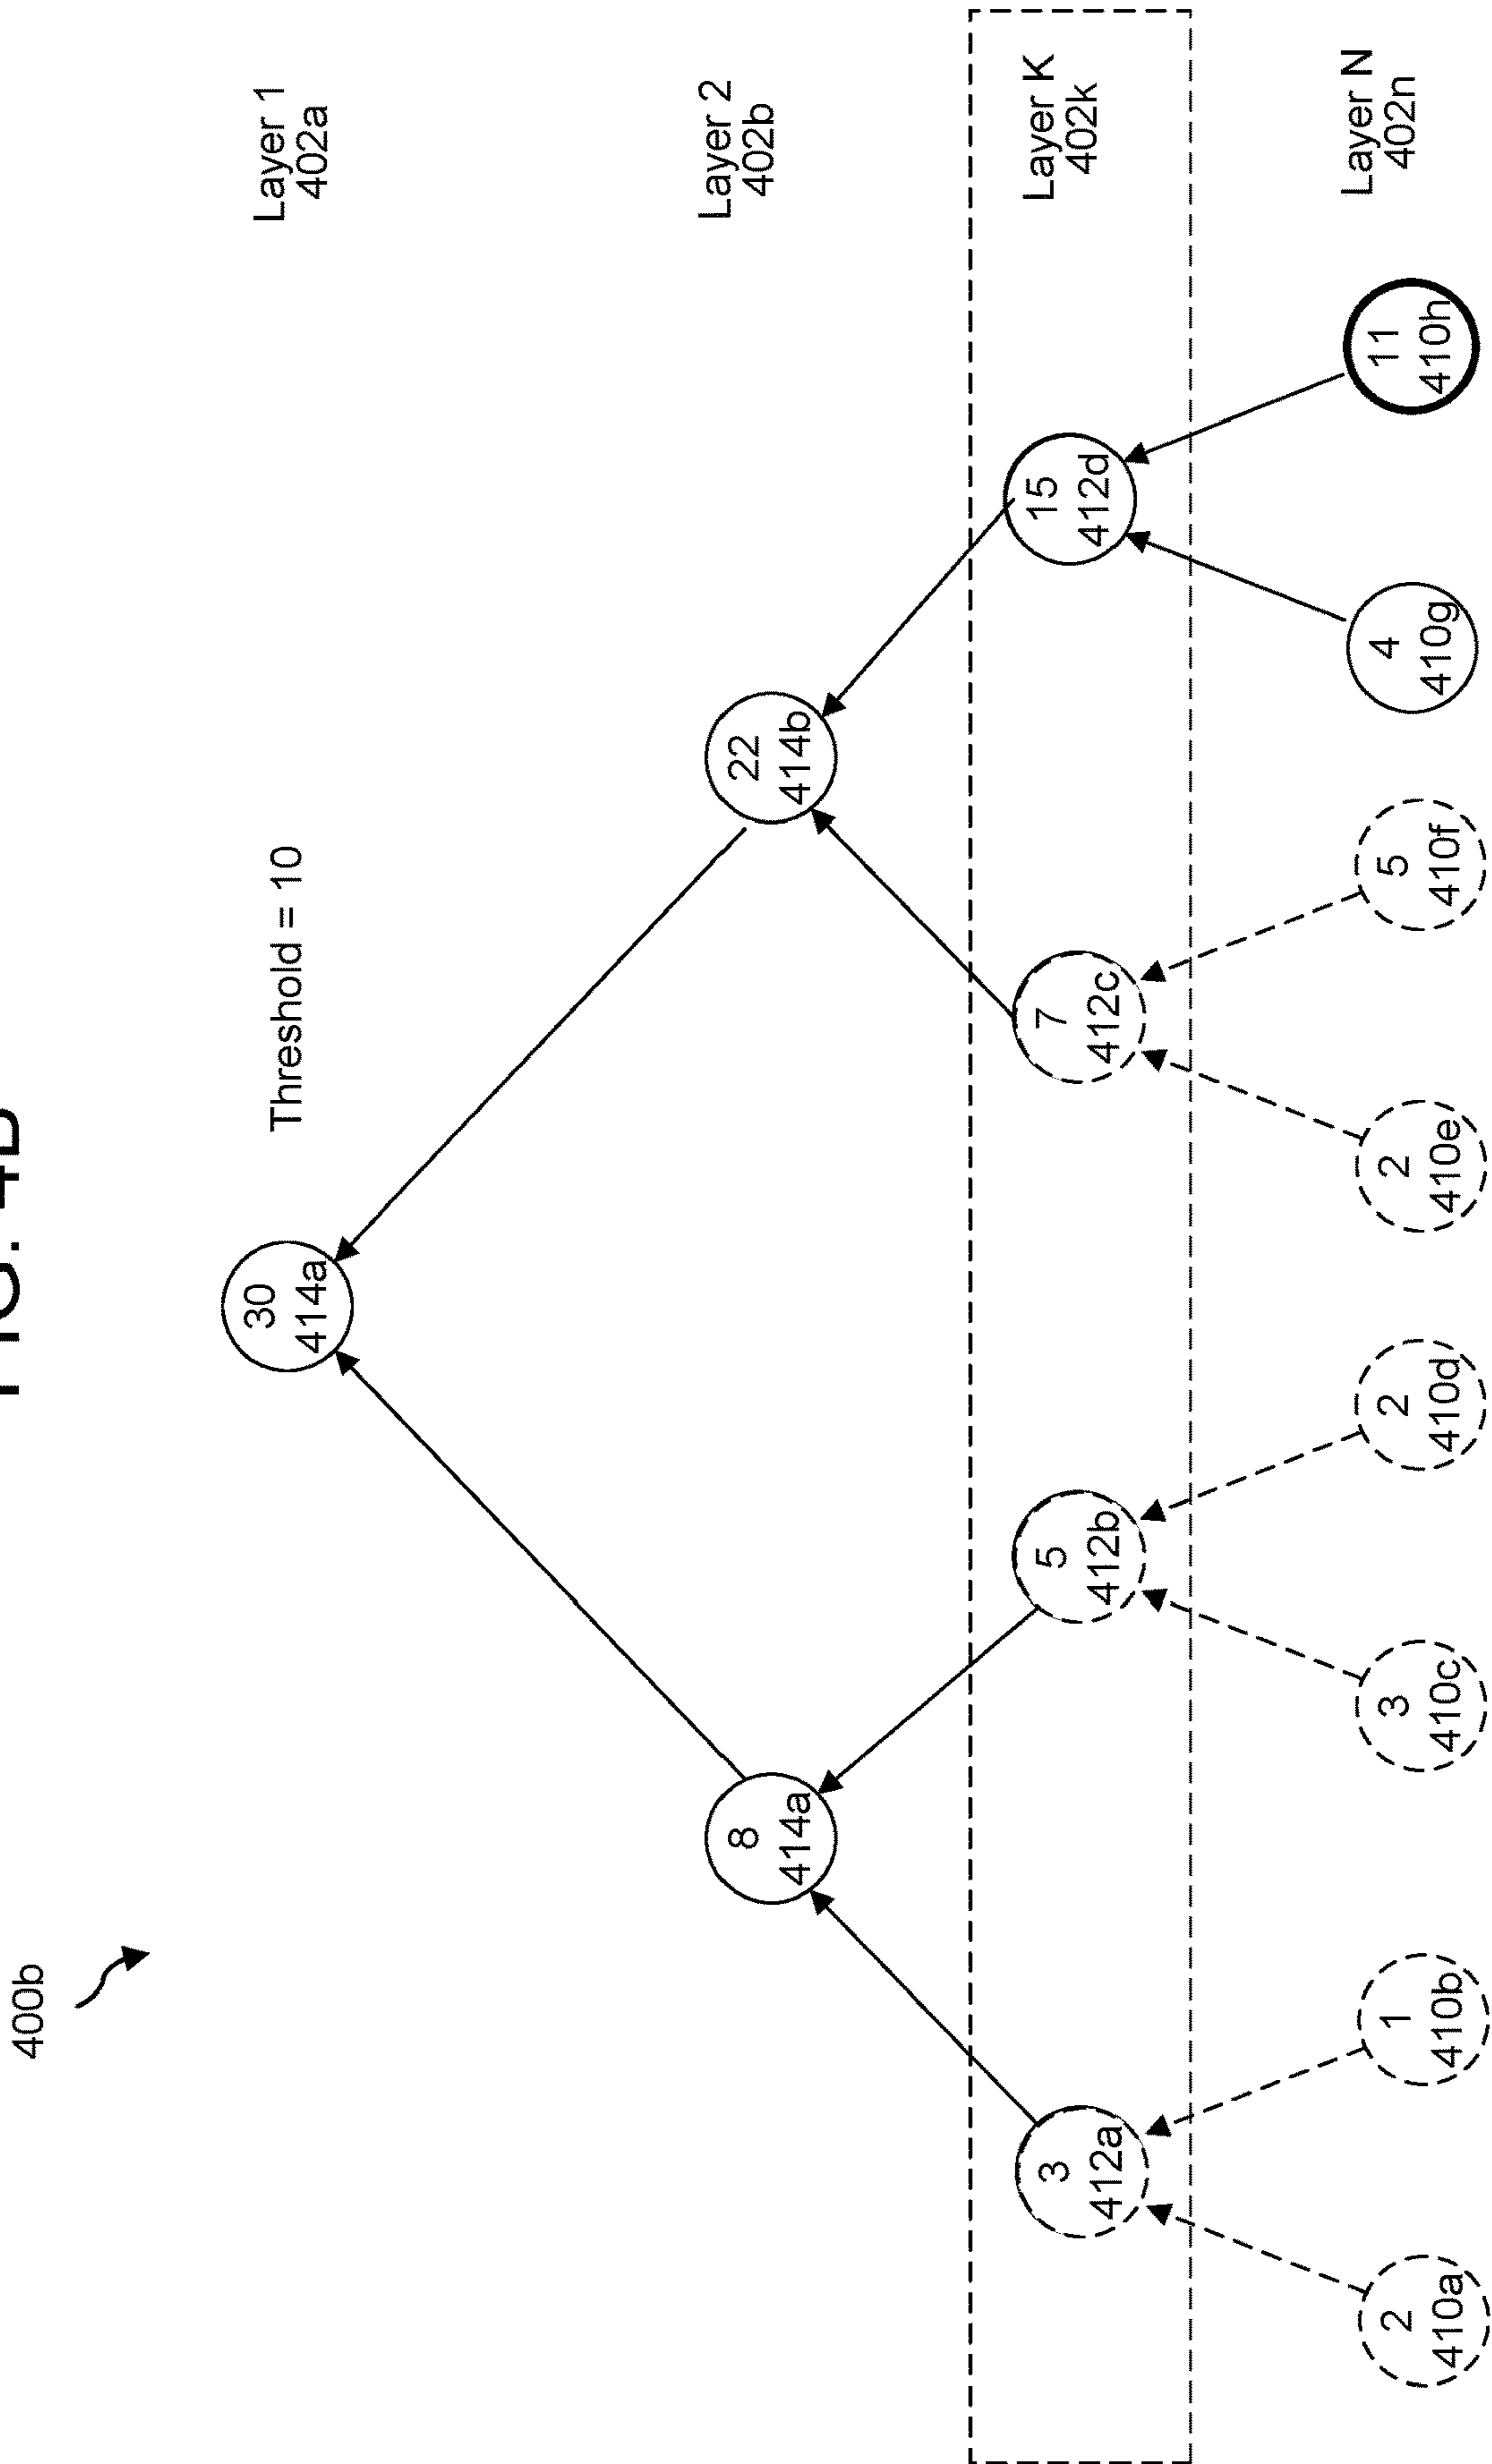 FIG. 4B
400b
Threshold = 10
Layer 1
402a
30
414a
Layer 2
402b
8
414a
22
414b
Layer K
402k
3
412a
5
412b
7
412c
15
412d
Layer N
402n
2
410a
1
410b
3
410c
2
410d
2
410e
5
410f
4
410g
11
410h